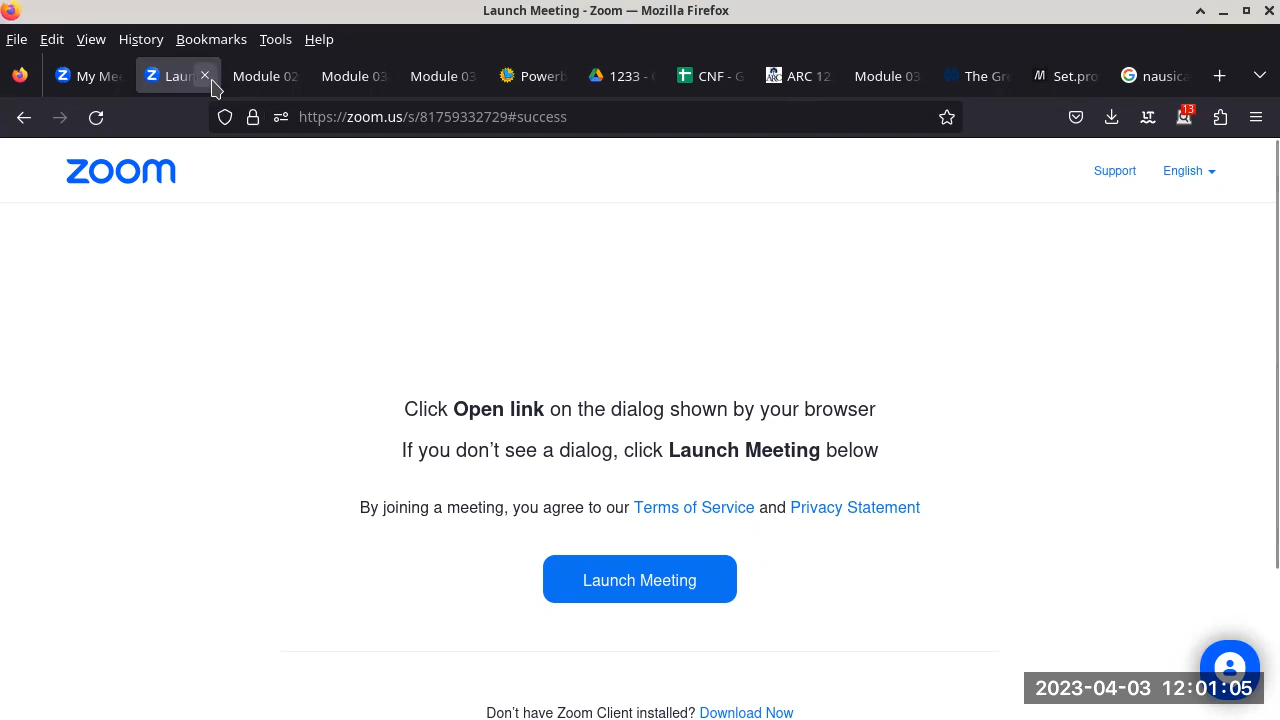 Launch Meeting - Zoom — Mozilla Firefox
File Edit View History Bookmarks Tools Help
My Mee Laun Module 02 Module 03 Module 03 Powerb 1233 - CNF - G ARC 12 Module 03 The Gr Set.pro nausica
https://zoom.us/s/81759332729#success
13
zoom
Support English
Click Open link on the dialog shown by your browser
If you don’t see a dialog, click Launch Meeting below
By joining a meeting, you agree to our Terms of Service and Privacy Statement
Launch Meeting
2023-04-03 12:01:05
Don’t have Zoom Client installed? Download Now